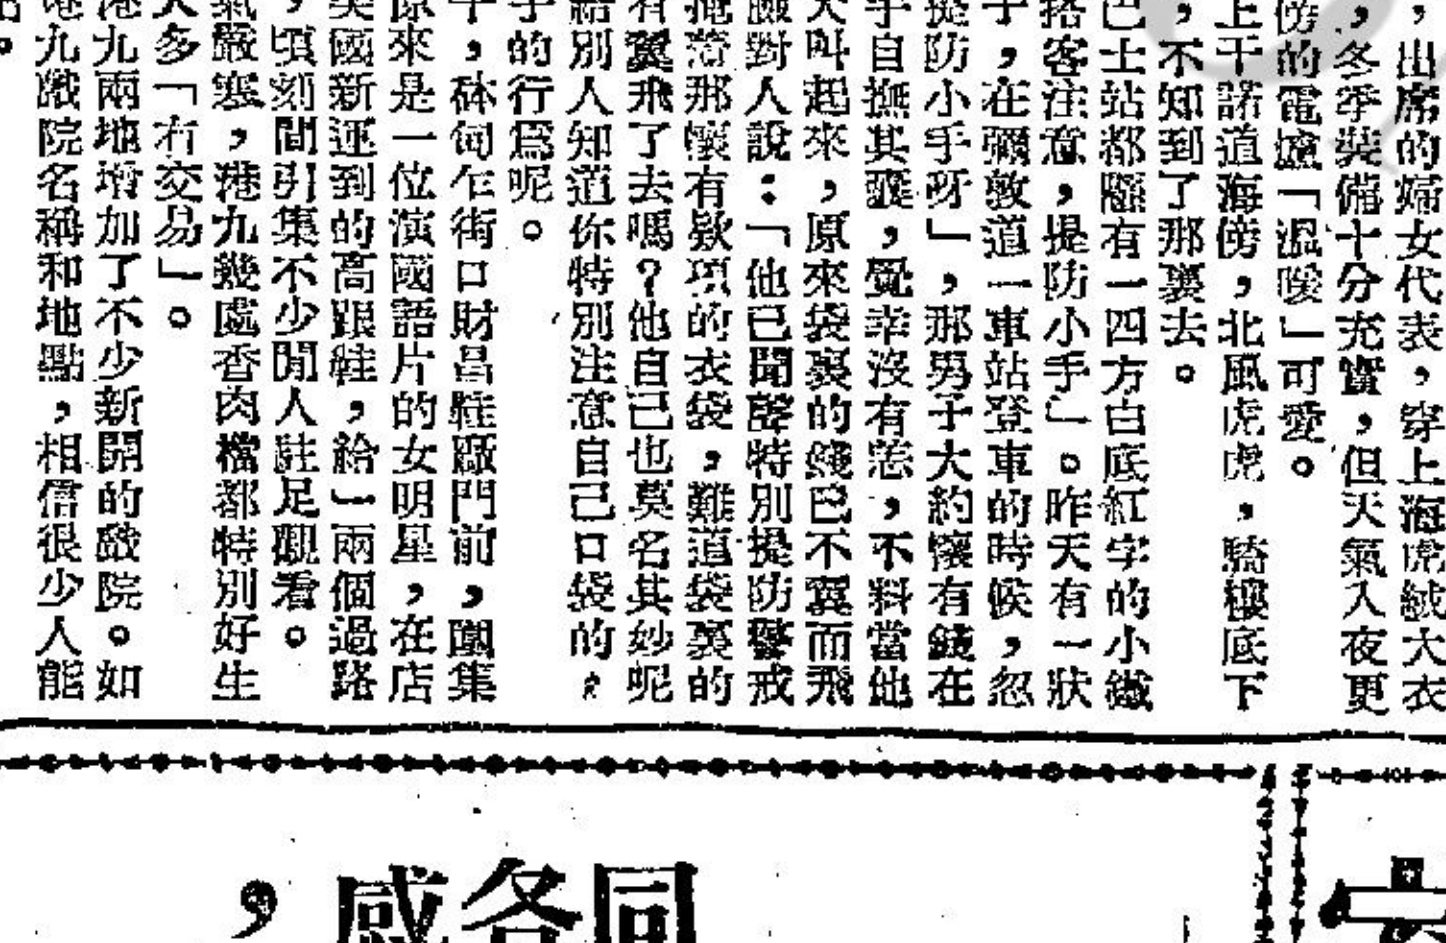 ，出席的婦女代表，穿上海虎絨大衣
，冬季裝備十分充實，但天氣入夜更
傍的電爐「溫暖」可愛。
上干諾道海傍，北風虎虎，騎樓底下
，不知到了那裏去。
巴士站都豎有一四方白底紅字的小鐵
搭客注意，提防小手」。昨天有一狀
子，在彌敦道一車站登車的時候，忽
提防小手呀」，那男子大約懷有錢在
手自撫其囊，覺幸沒有恙，不料當他
大叫起來，原來袋裏的錢已不翼而飛
臉對人說：「他已聞聲特別提防警戒
掩着那懷有欵項的衣袋，難道袋裏的
有翼飛了去嗎？他自己也莫名其妙呢
給別人知道你特別注意自己口袋的，
手的行爲呢。
午，砵甸乍街口財昌鞋廠門前，圍集
原來是一位演國語片的女明星，在店
美國新運到的高跟鞋，給一兩個過路
，頃刻間引集不少閒人駐足觀看。
氣嚴寒，港九幾處香肉檔都特別好生
大多「有交易」。
港九兩地增加了不少新開的戲院。如
港九戲院名稱和地點，相信很少人能
。
同各感，